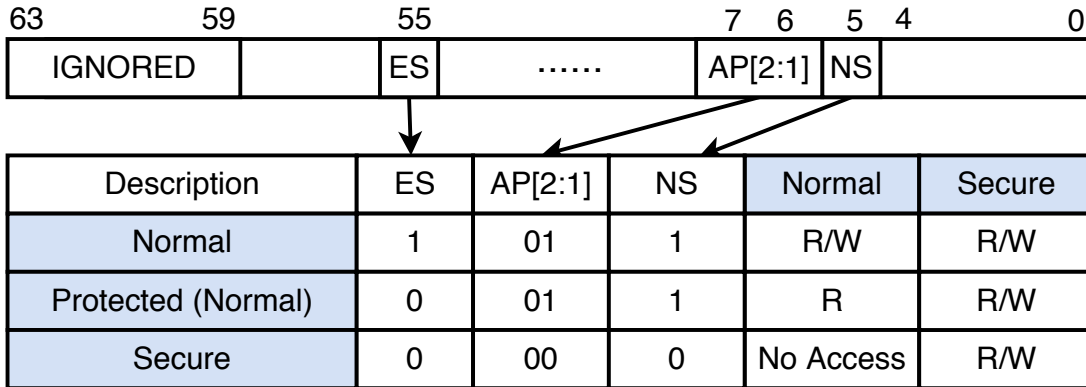 63 59 55 7 6 5 4 0
IGNORED ES ...... AP[2:1] NS
Description ES AP[2:1] NS Normal Secure
Normal 1 01 1 R/W R/W
Protected (Normal) 0 01 1 R R/W
Secure 0 00 0 No Access R/W